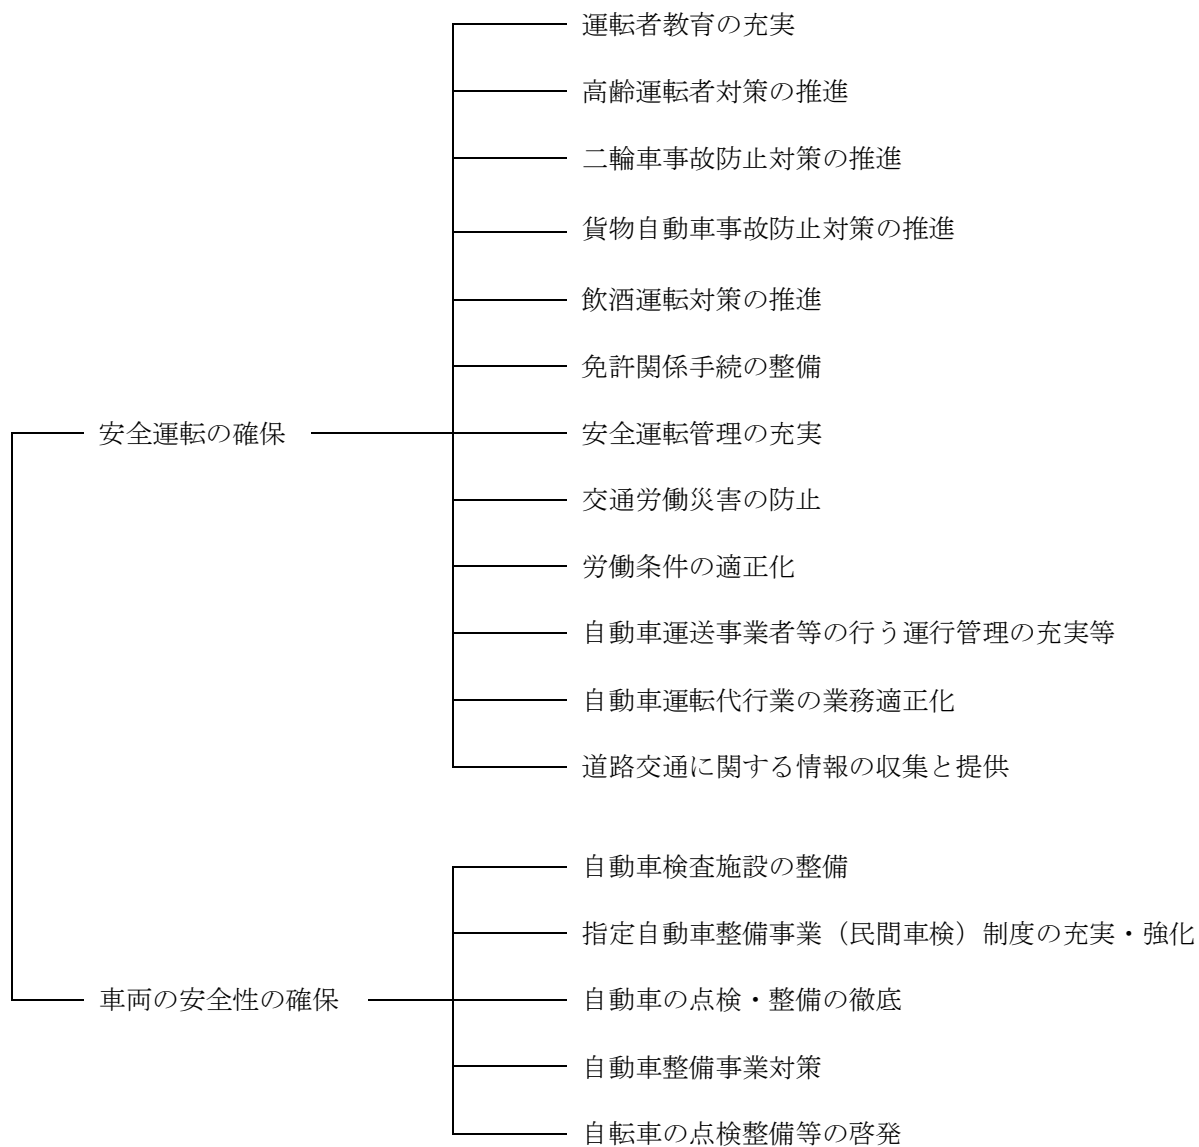 運転者教育の充実
高齢運転者対策の推進
二輪車事故防止対策の推進
貨物自動車事故防止対策の推進
飲酒運転対策の推進
免許関係手続の整備
安全運転の確保
安全運転管理の充実
交通労働災害の防止
労働条件の適正化
自動車運送事業者等の行う運行管理の充実等
自動車運転代行業の業務適正化
道路交通に関する情報の収集と提供
自動車検査施設の整備
指定自動車整備事業（民間車検）制度の充実・強化
車両の安全性の確保
自動車の点検・整備の徹底
自動車整備事業対策
自転車の点検整備等の啓発